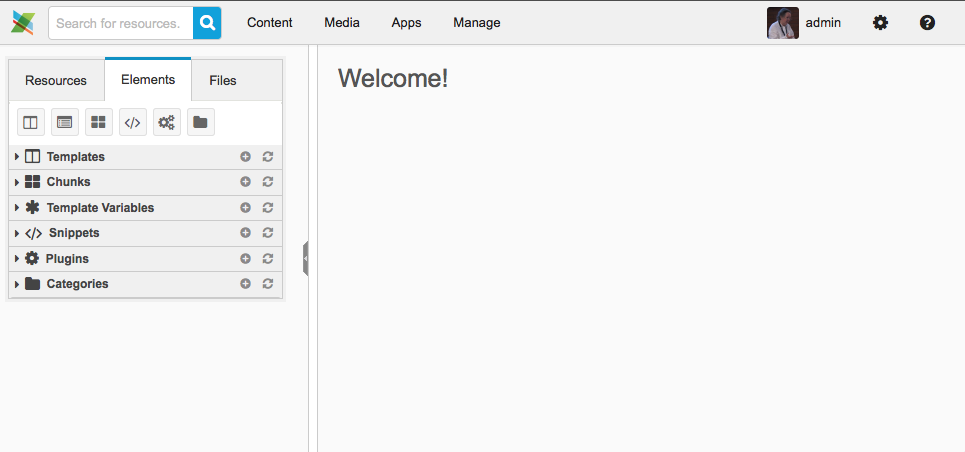 Search for resources. Content Media Apps Manage admin
Resources Elements Files
Welcome!
Templates
Chunks
Template Variables
Snippets
Plugins
Categories